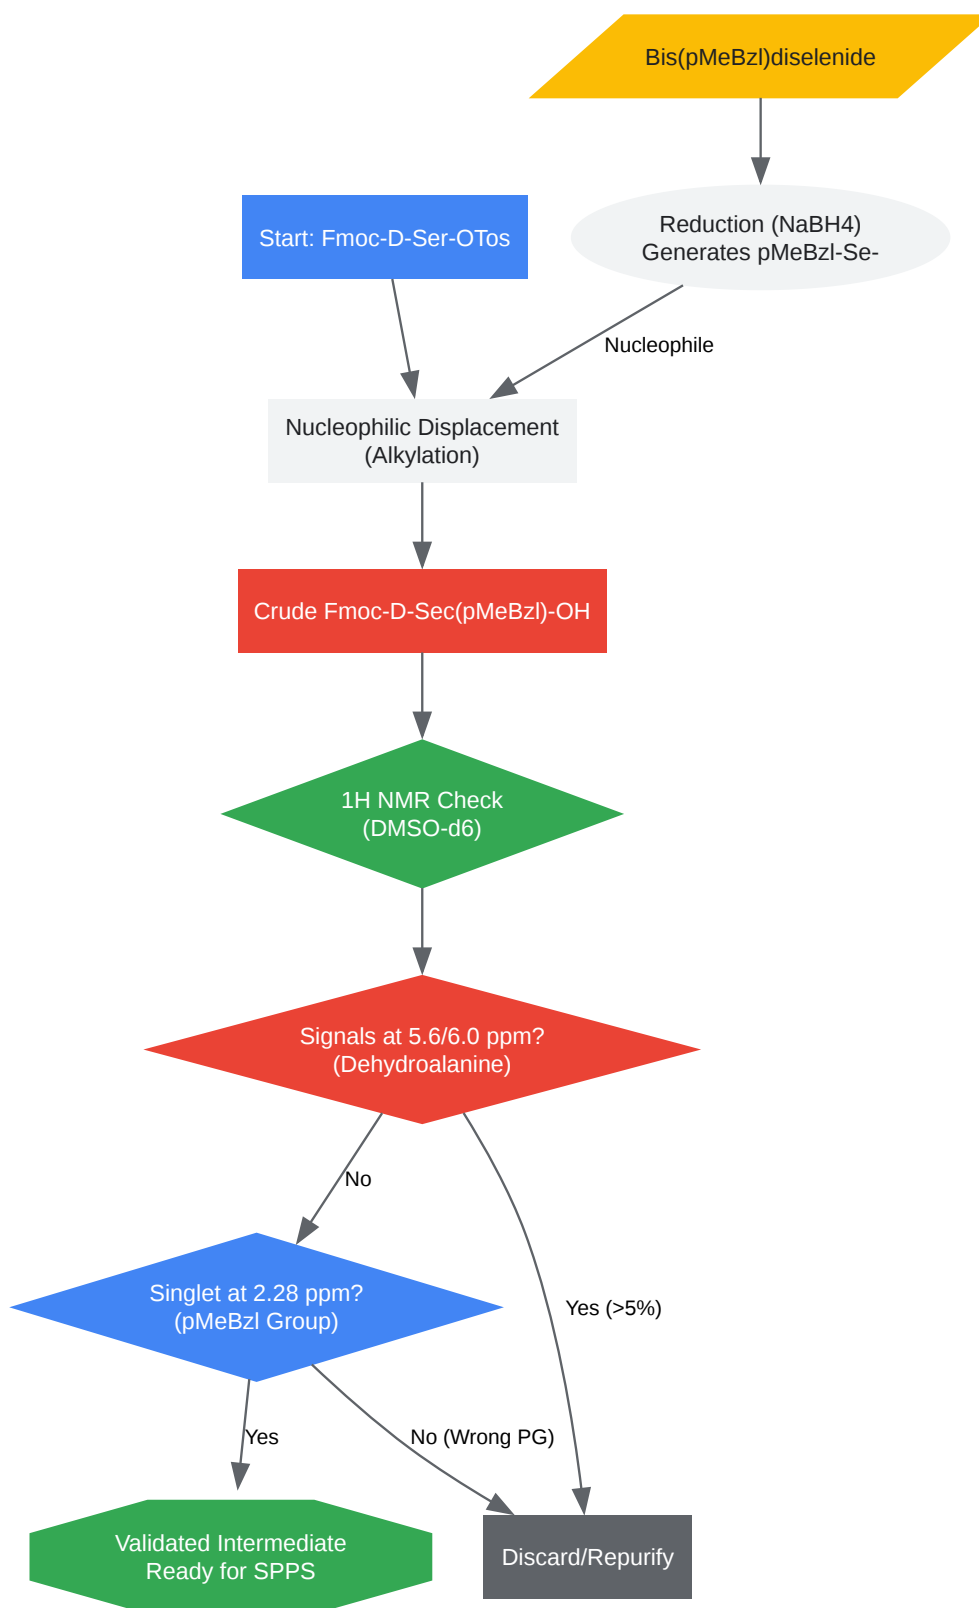 Bis(pMeBzl)diselenide
Start: Fmoc-D-Ser-OTos
Reduction (NaBH4)
Generates pMeBzl-Se-
Nucleophile
Nucleophilic Displacement
(Alkylation)
Crude Fmoc-D-Sec(pMeBzl)-OH
1H NMR Check
(DMSO-d6)
Signals at 5.6/6.0 ppm?
(Dehydroalanine)
No
Singlet at 2.28 ppm?
(pMeBzl Group)
Yes (>5%)
Yes
No (Wrong PG)
Validated Intermediate
Ready for SPPS
Discard/Repurify